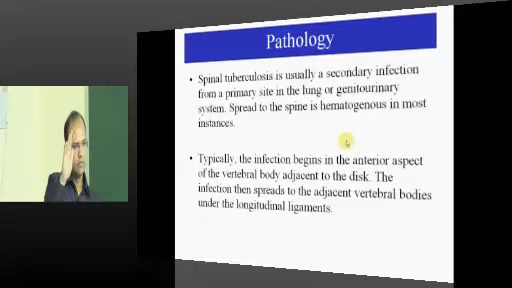 Pathology
• Spinal tuberculosis is usually a secondary infection
from a primary site in the lung or genitourinary
system. Spread to the spine is hematogenous in most
instances.
• Typically, the infection begins in the anterior aspect
of the vertebral body adjacent to the disk. The
infection then spreads to the adjacent vertebral bodies
under the longitudinal ligaments.